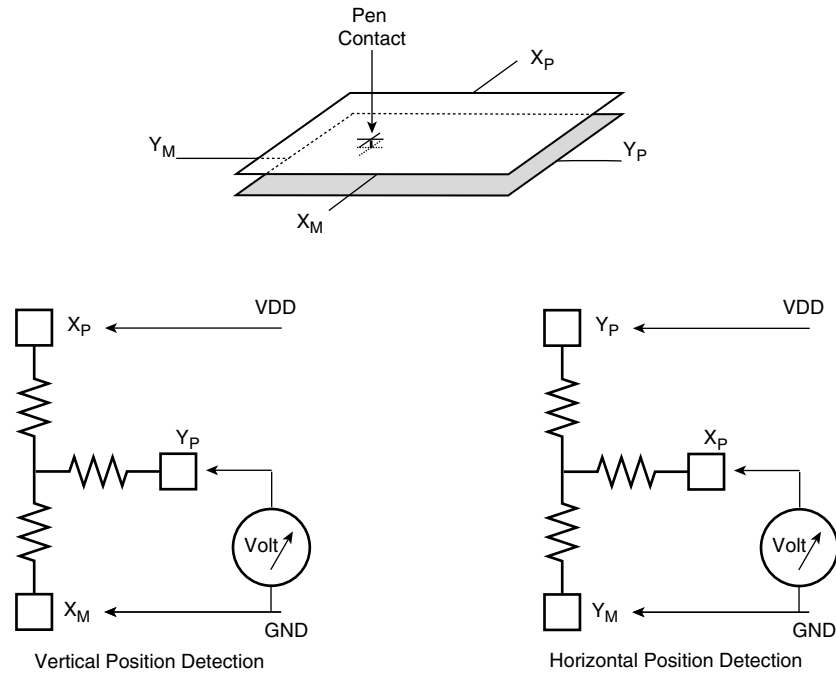 Pen
Contact
X_P
Y_M
Y_P
X_M
VDD
X_P
Y_P
Volt
X_M
GND
Vertical Position Detection
VDD
Y_P
X_P
Volt
Y_M
GND
Horizontal Position Detection